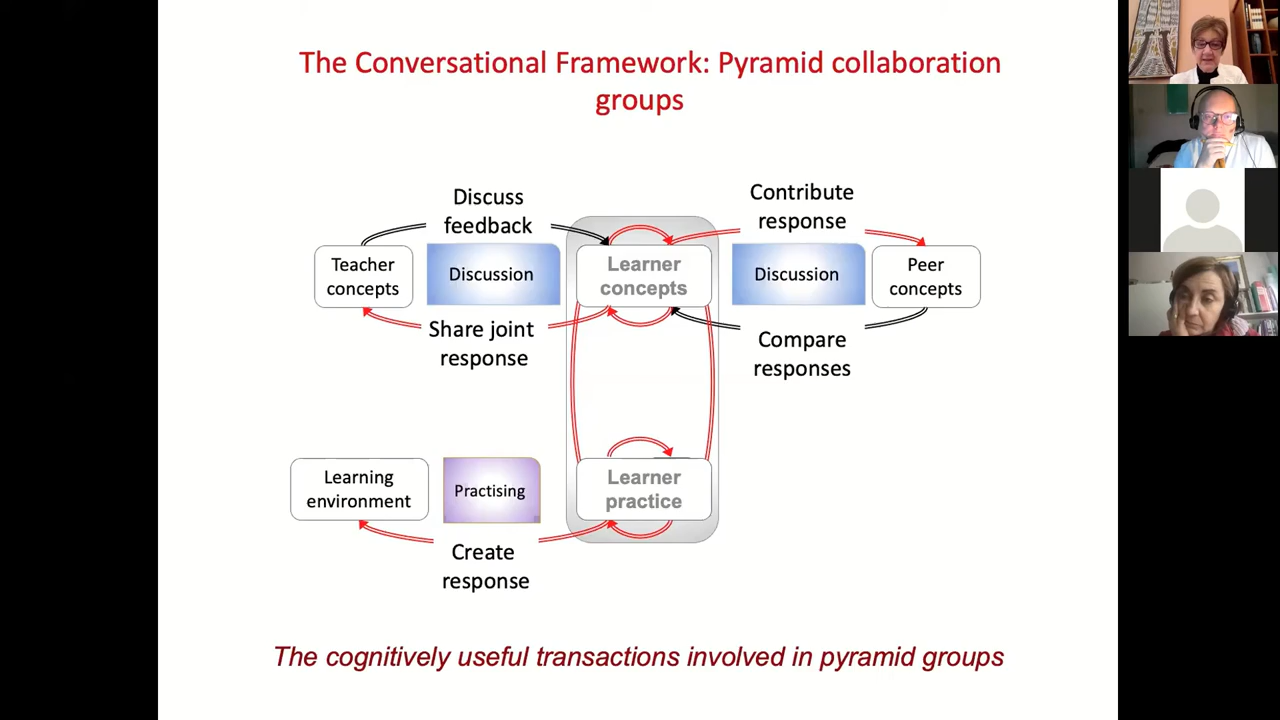 The Conversational Framework: Pyramid collaboration
groups
Discuss
feedback
Contribute
response
Teacher
concepts
Discussion
Learner
concepts
Discussion
Peer
concepts
Share joint
response
Compare
responses
Learning
environment
Practising
Learner
practice
Create
response
The cognitively useful transactions involved in pyramid groups